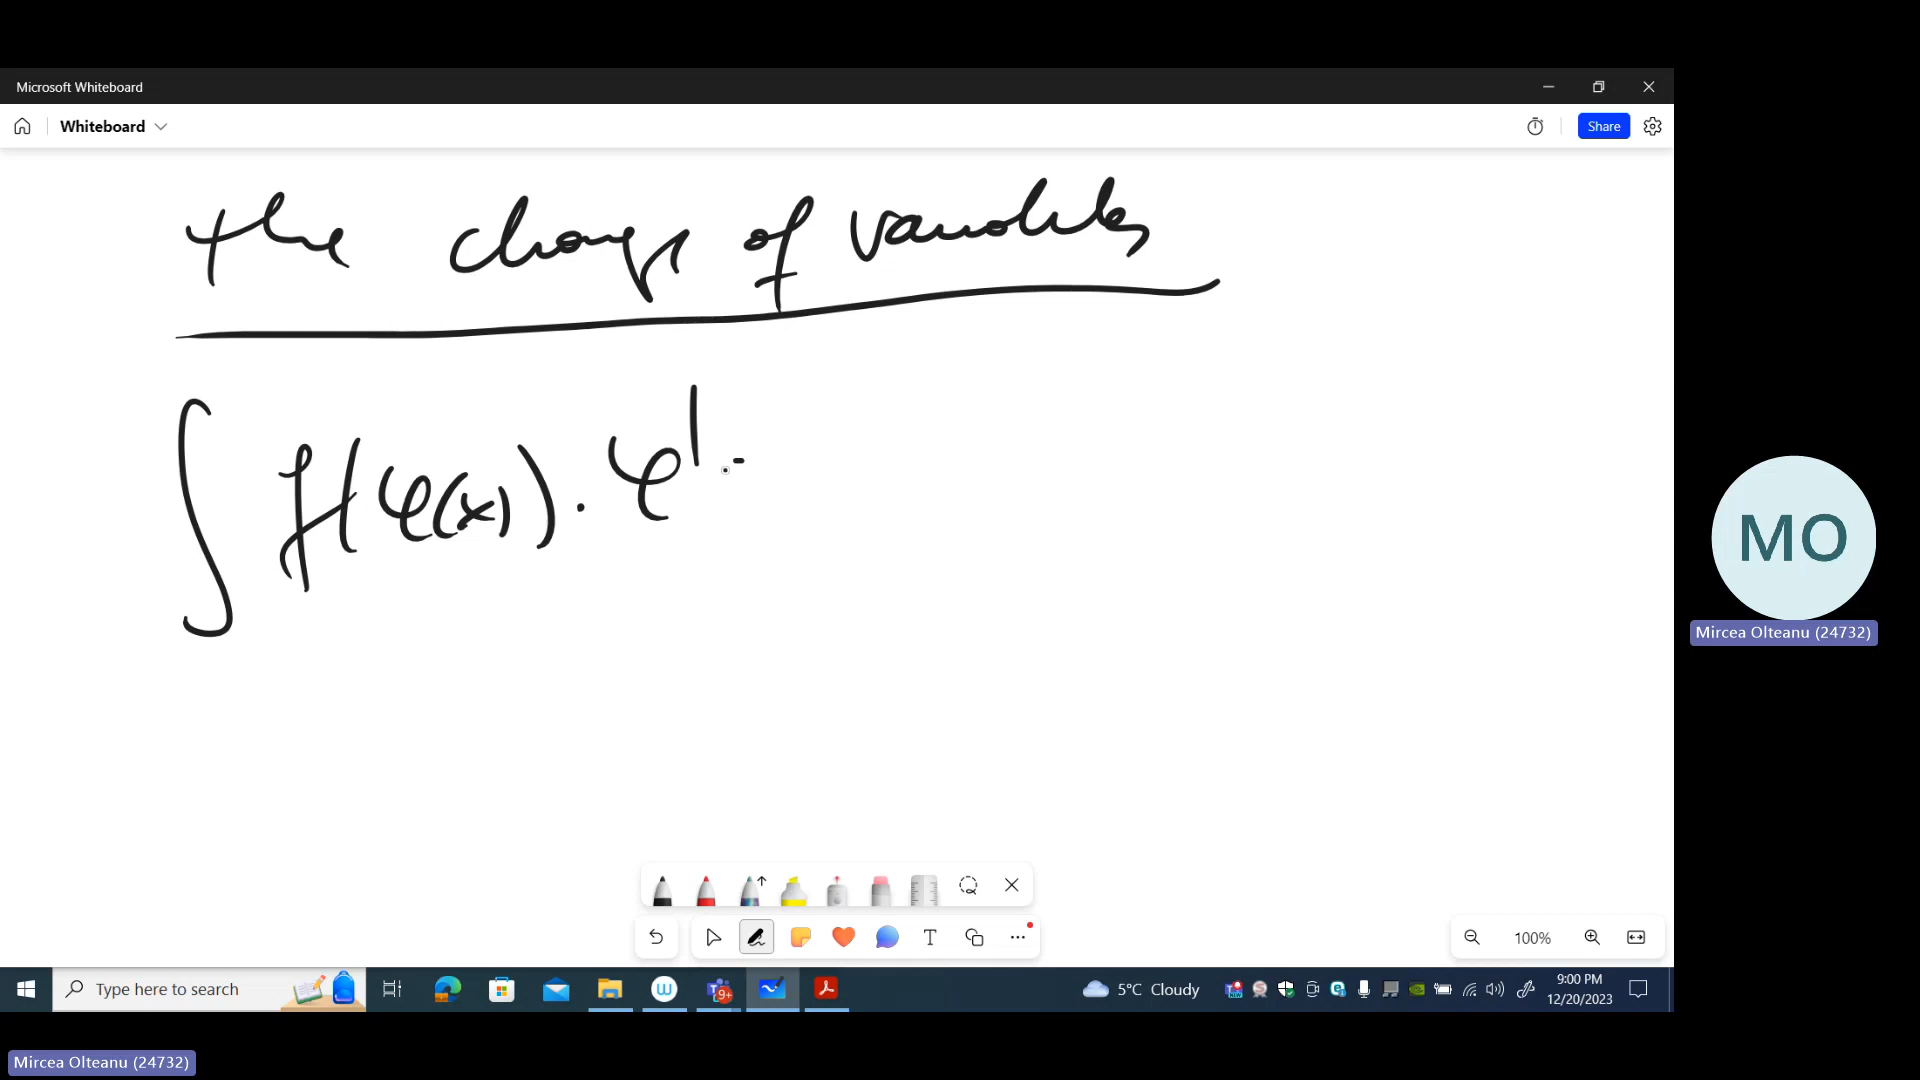 Microsoft Whiteboard
Whiteboard
Share
the change of variables
∫ f(φ(x)) · φ'
MO
Mircea Olteanu (24732)
T
100%
Type here to search
9+
5°C Cloudy
9:00 PM
12/20/2023
Mircea Olteanu (24732)